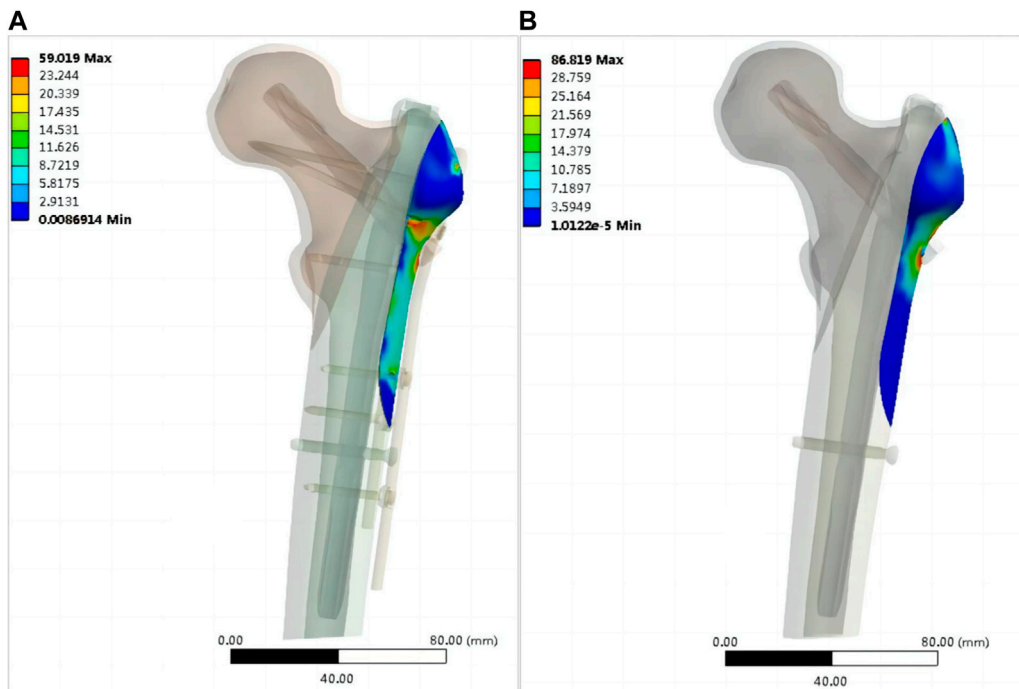 A
59.019 Max
23.244
20.339
17.435
14.531
11.626
8.7219
5.8175
2.9131
0.0086914 Min
0.00
80.00 (mm)
40.00
B
86.819 Max
28.759
25.164
21.569
17.974
14.379
10.785
7.1897
3.5949
1.0122e-5 Min
0.00
80.00 (mm)
40.00